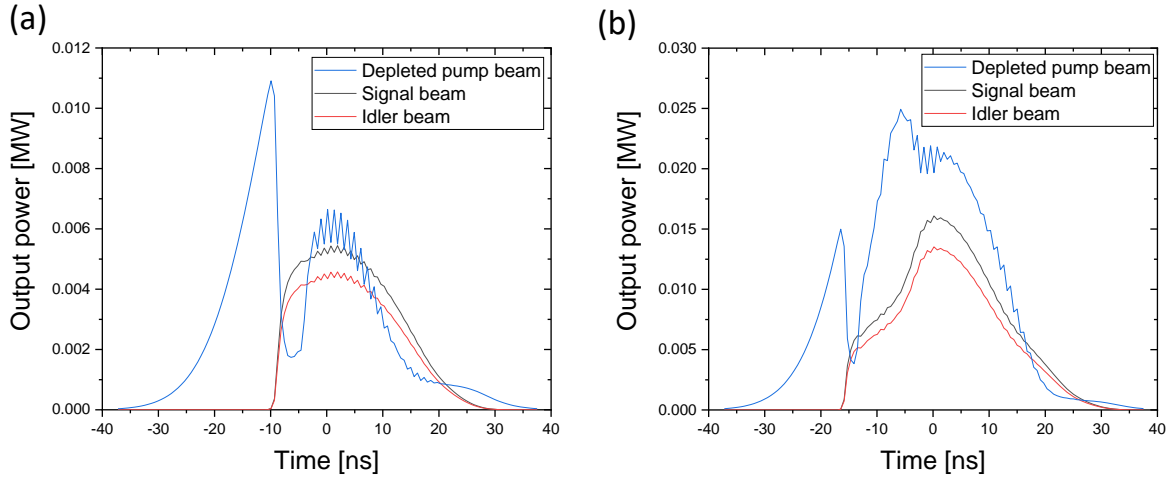 (a)
Output power [MW]
0.012
0.010
0.008
0.006
0.004
0.002
0.000
Depleted pump beam
Signal beam
Idler beam
-40 -30 -20 -10 0 10 20 30 40
Time [ns]
(b)
Output power [MW]
0.030
0.025
0.020
0.015
0.010
0.005
0.000
Depleted pump beam
Signal beam
Idler beam
-40 -30 -20 -10 0 10 20 30 40
Time [ns]